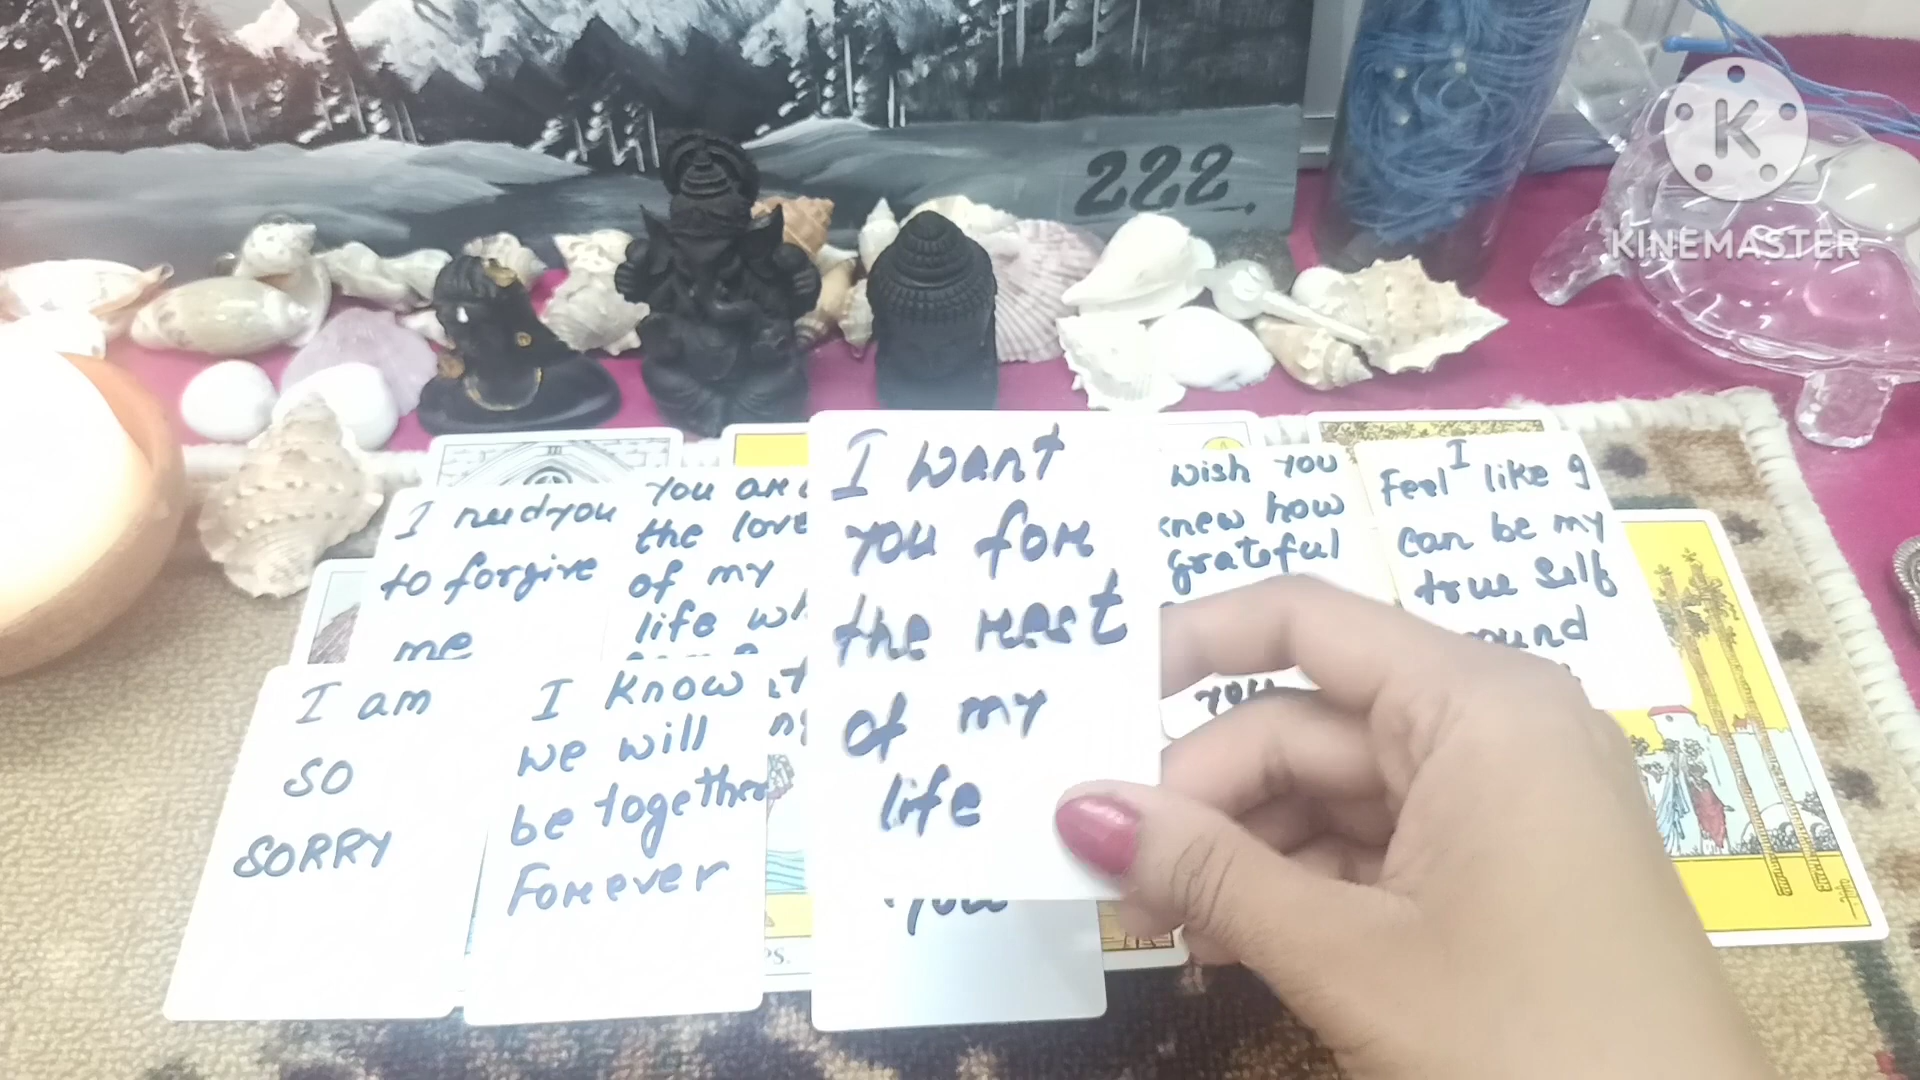 222
K
KINEMASTER
I need you
to forgive
me
You are
the love
of my
life
I want
you for
the rest
of my
life
wish you
how
grateful
you
I
Feel like I
can be my
true self
I am
SO
SORRY
I know
we will
be together
Forever
you